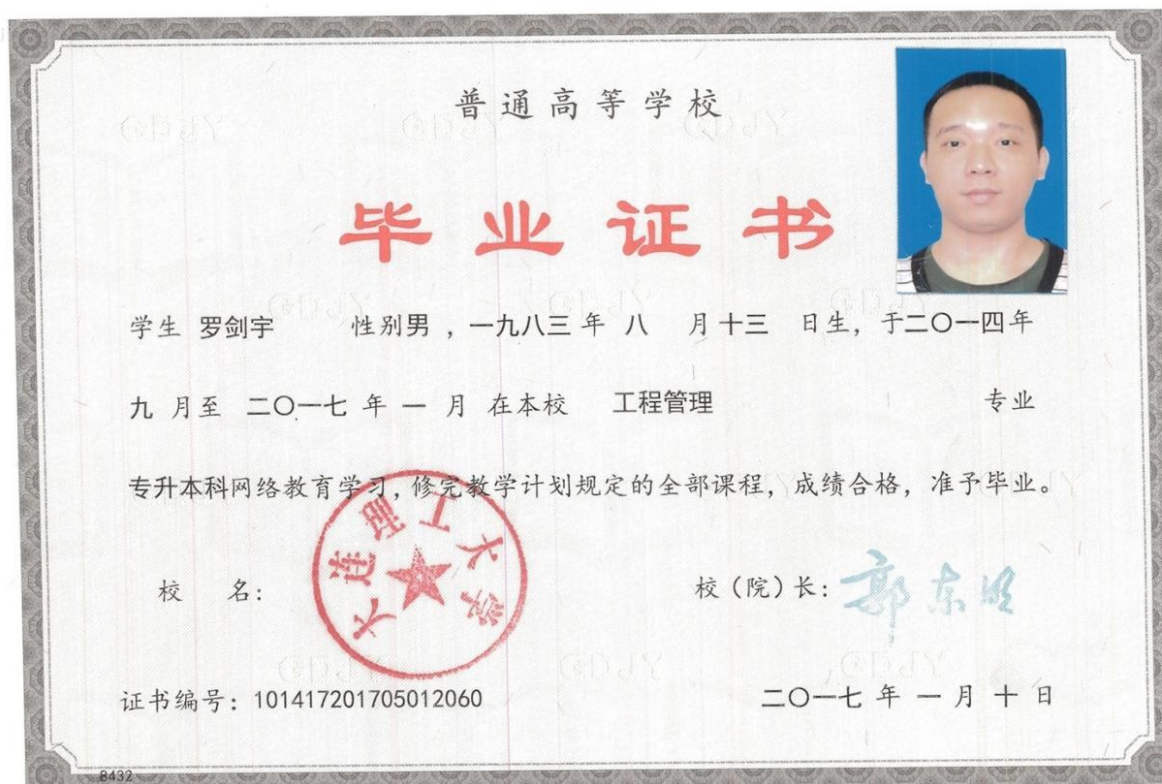 普通高等学校
毕业证书
学生 罗剑宇 性别男，一九八三年 八 月十三 日生，于二〇一四年
九 月至 二〇一七 年 一 月 在本校 工程管理 专业
专升本科网络教育学习，修完教学计划规定的全部课程，成绩合格，准予毕业。
大连理工大学
校 名：
校（院）长：郭东明
证书编号：101417201705012060
二〇一七 年 一 月 十 日
8432